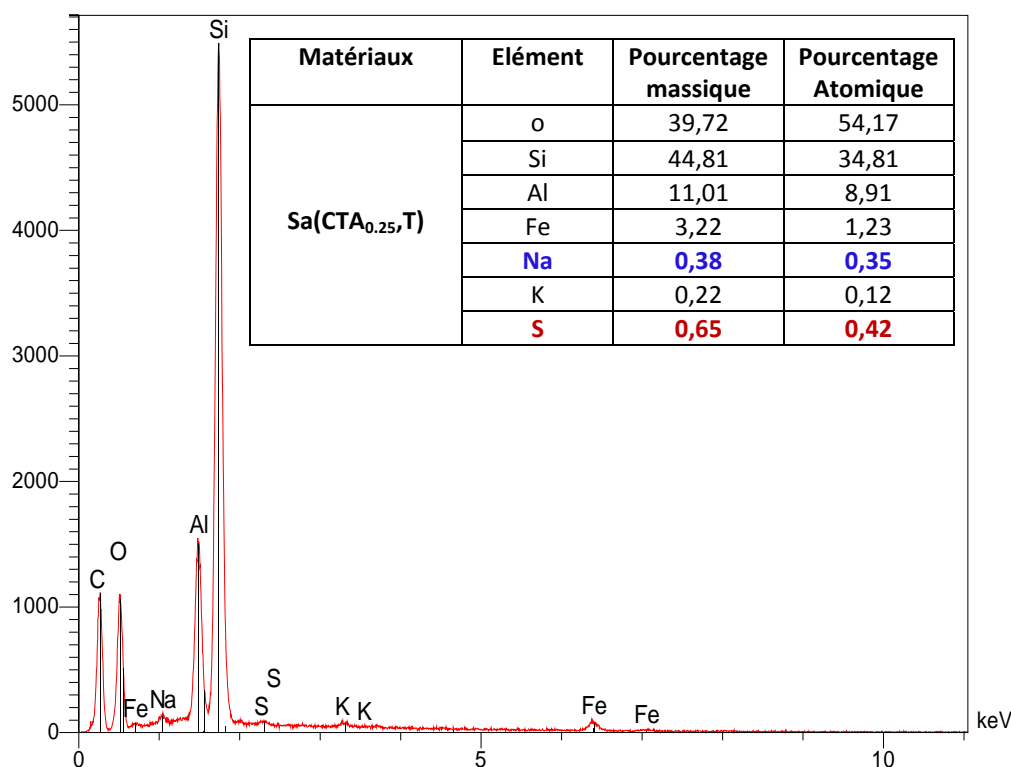 Si
Matériaux Elément Pourcentage massique Pourcentage Atomique
Sa(CTA0.25,T)
o 39,72 54,17
Si 44,81 34,81
Al 11,01 8,91
Fe 3,22 1,23
Na 0,38 0,35
K 0,22 0,12
S 0,65 0,42
5000
4000
3000
2000
1000
0
C
O
Fe
Na
Al
S
S
K
K
Fe
Fe
keV
0
5
10